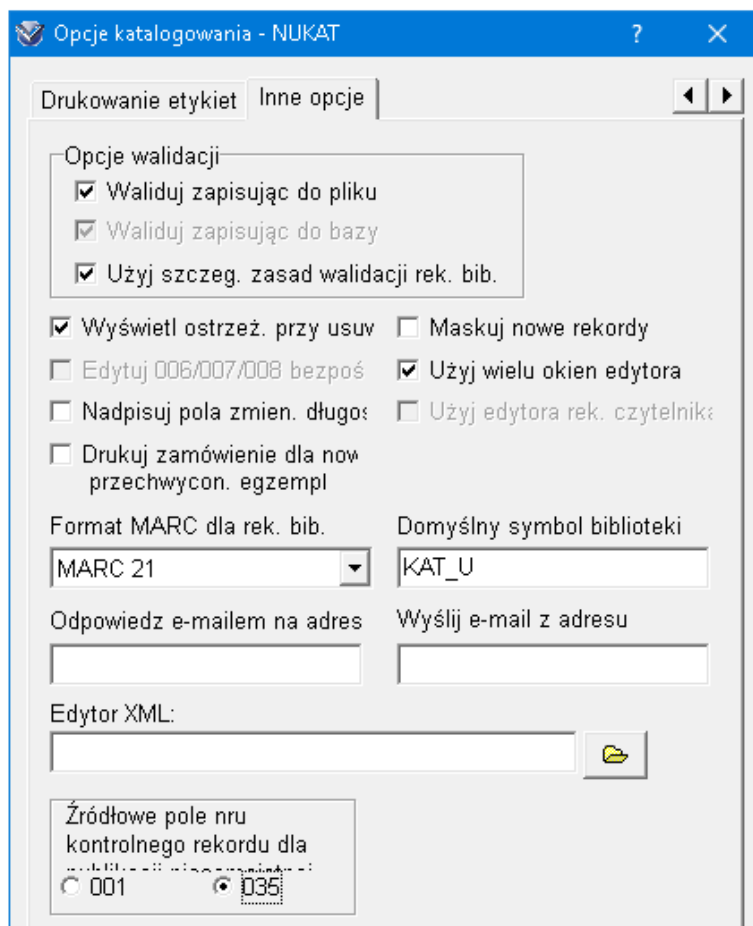 Opcje katalogowania - NUKAT ?
Drukowanie etykiet Inne opcje
Opcje walidacji
Waliduj zapisując do pliku
Waliduj zapisując do bazy
Użyj szczeg. zasad walidacji rek. bib.
Wyświetl ostrzeż. przy usuw Maskuj nowe rekordy
Edytuj 006/007/008 bezpoś Użyj wielu okien edytora
Nadpisuj pola zmien. długoś Użyj edytora rek. czytelnika
Drukuj zamówienie dla now
przechwycon. egzempl
Format MARC dla rek. bib. Domyślny symbol biblioteki
MARC 21 KAT_U
Odpowiedz e-mailem na adres Wyślij e-mail z adresu
Edytor XML:
Źródłowe pole nru
kontrolnego rekordu dla
001 035